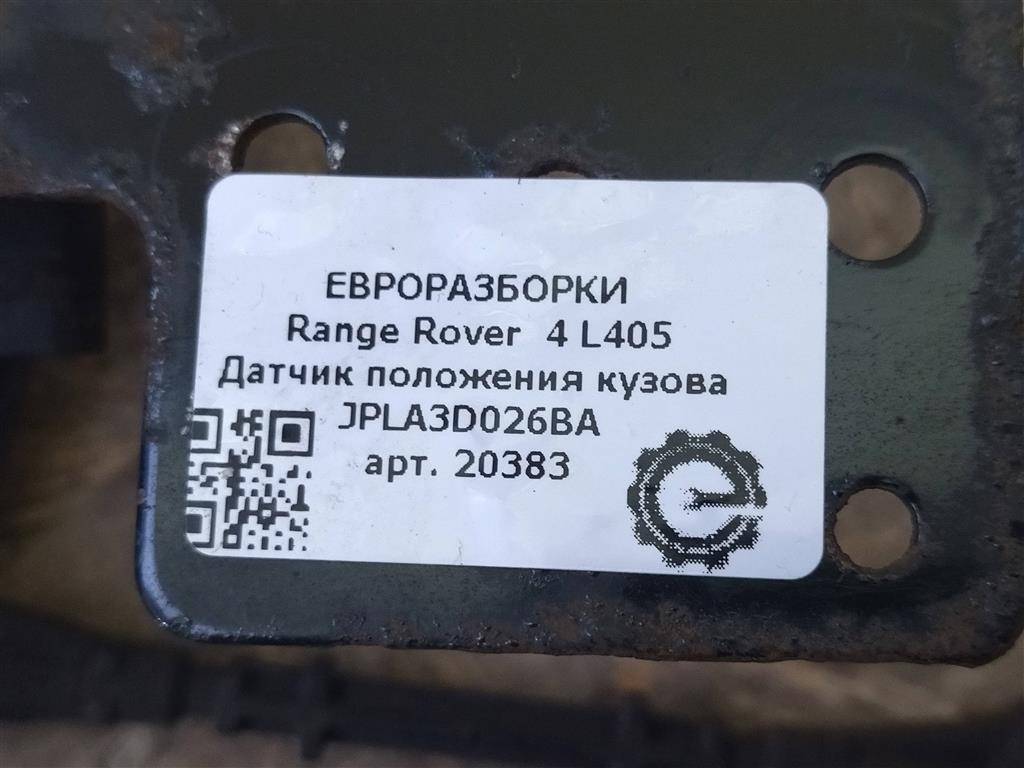 ЕВРОРАЗБОРКИ
Range Rover 4 L405
Датчик положения кузова
JPLA3D026BA
арт. 20383